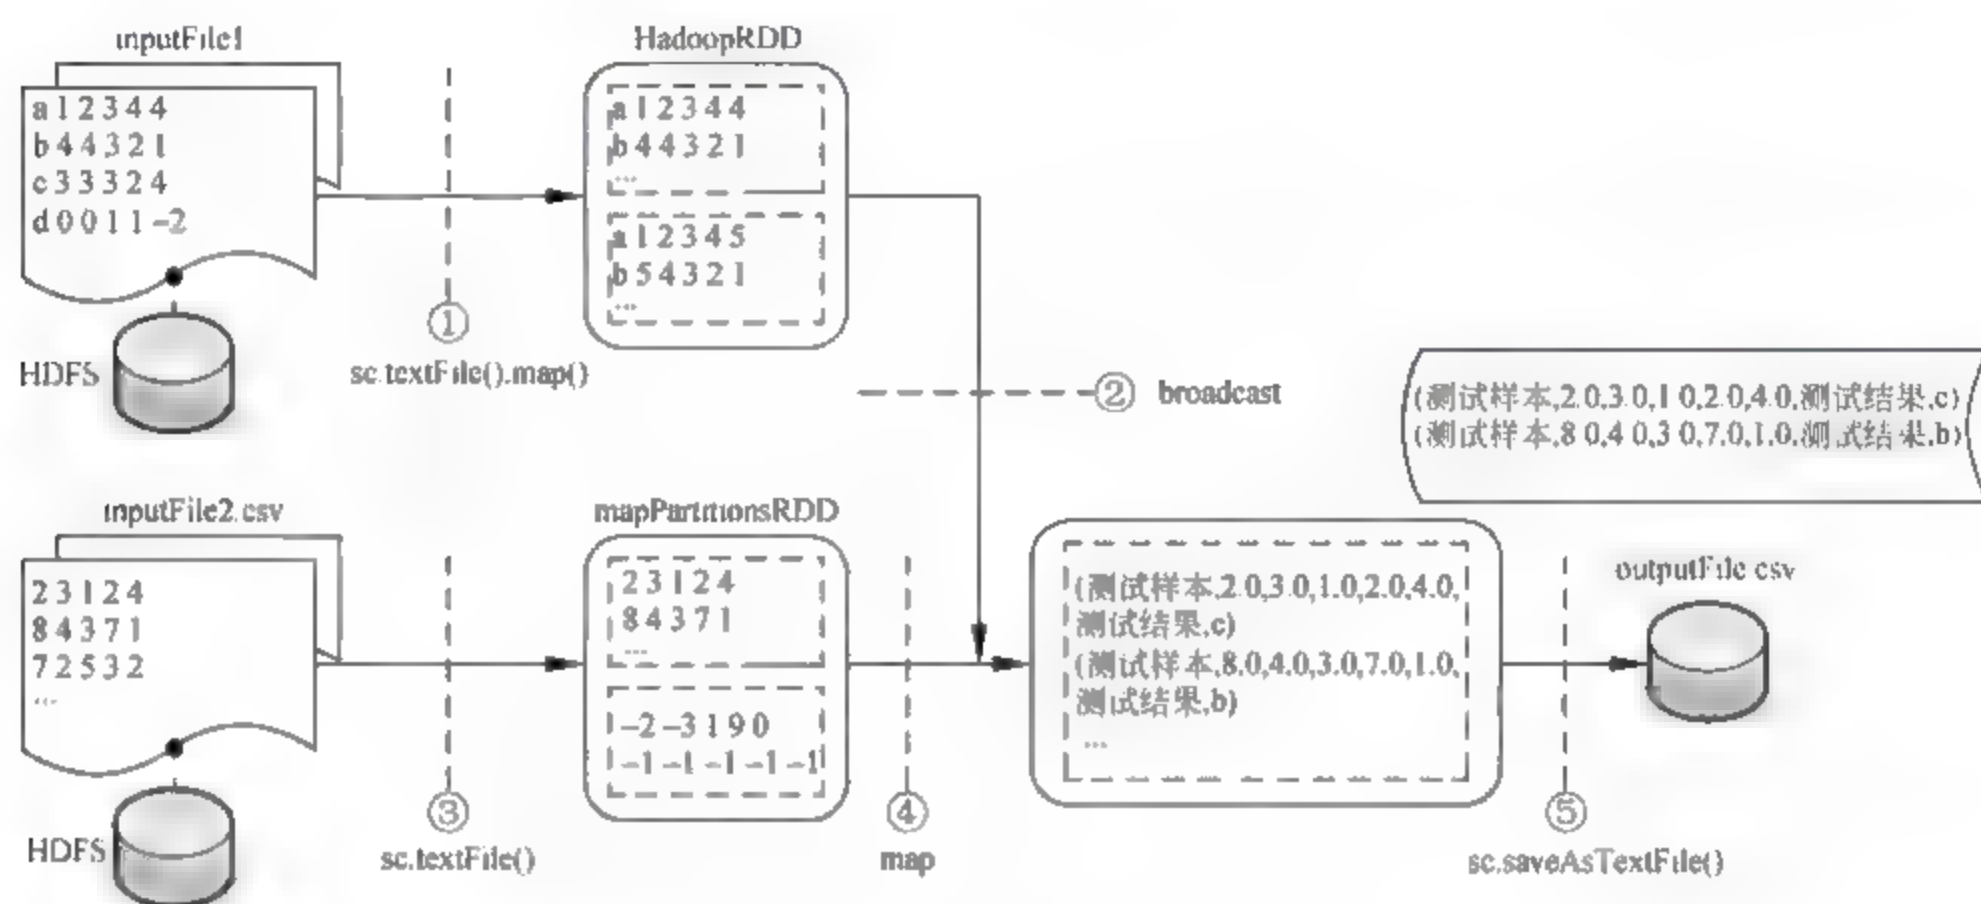 inputFile1
a 1 2 3 4 4
b 4 4 3 2 1
c 3 3 3 2 4
d 0 0 1 1 -2
HDFS
①
sc.textFile().map()
HadoopRDD
a 1 2 3 4 4
b 4 4 3 2 1
...
a 1 2 3 4 5
b 5 4 3 2 1
...
② broadcast
(测试样本,2.0,3.0,1.0,2.0,4.0,测试结果,c)
(测试样本,8.0,4.0,3.0,7.0,1.0,测试结果,b)
inputFile2.csv
2 3 1 2 4
8 4 3 7 1
7 2 5 3 2
...
HDFS
③
sc.textFile()
mapPartitionsRDD
2 3 1 2 4
8 4 3 7 1
...
-2 -3 1 9 0
-1 -1 -1 -1 -1
④
map
(测试样本,2.0,3.0,1.0,2.0,4.0,
测试结果,c)
(测试样本,8.0,4.0,3.0,7.0,1.0,
测试结果,b)
...
⑤
sc.saveAsTextFile()
outputFile.csv